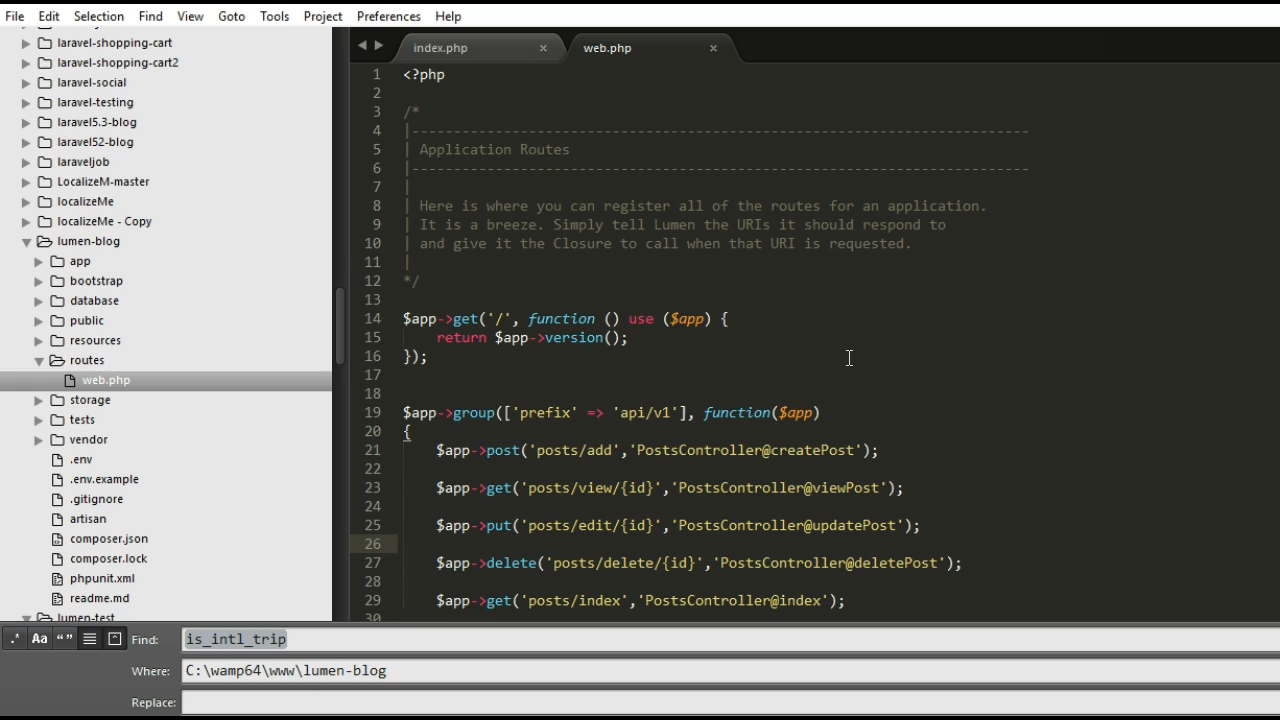 File Edit Selection Find View Goto Tools Project Preferences Help
laravel-shopping-cart
laravel-shopping-cart2
laravel-social
laravel-testing
laravel5.3-blog
laravel52-blog
laraveljob
LocalizeM-master
localizeMe
localizeMe - Copy
lumen-blog
app
bootstrap
database
public
resources
routes
web.php
storage
tests
vendor
.env
.env.example
.gitignore
artisan
composer.json
composer.lock
phpunit.xml
readme.md
lumen-test
index.php × web.php ×
1 <?php
2
3 /*
4 |--------------------------------------------------------------------------
5 | Application Routes
6 |--------------------------------------------------------------------------
7 |
8 | Here is where you can register all of the routes for an application.
9 | It is a breeze. Simply tell Lumen the URIs it should respond to
10 | and give it the Closure to call when that URI is requested.
11 |
12 */
13
14 $app->get('/', function () use ($app) {
15     return $app->version();
16 });
17
18
19 $app->group(['prefix' => 'api/v1'], function($app)
20 {
21     $app->post('posts/add','PostsController@createPost');
22
23     $app->get('posts/view/{id}','PostsController@viewPost');
24
25     $app->put('posts/edit/{id}','PostsController@updatePost');
26
27     $app->delete('posts/delete/{id}','PostsController@deletePost');
28
29     $app->get('posts/index','PostsController@index');
30
.* Aa “” Find: is_intl_trip
Where: C:\wamp64\www\lumen-blog
Replace: